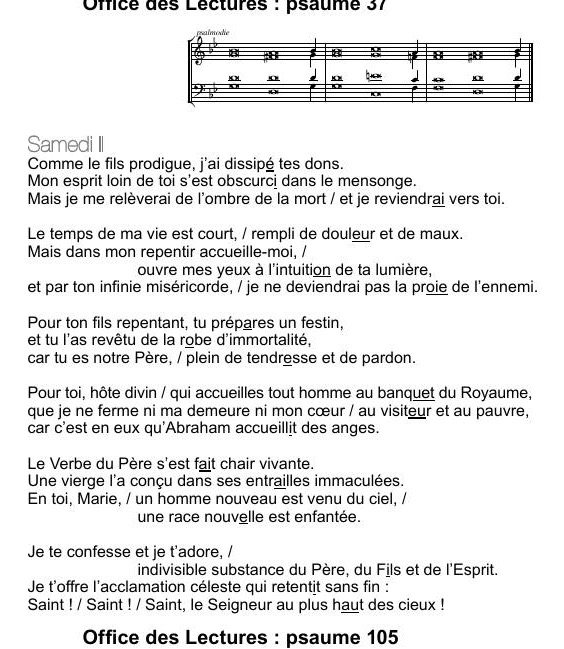 Office des Lectures : psaume 37
psalmodie
Samedi II
Comme le fils prodigue, j'ai dissipé tes dons.
Mon esprit loin de toi s'est obscurci dans le mensonge.
Mais je me relèverai de l'ombre de la mort / et je reviendrai vers toi.
Le temps de ma vie est court, / rempli de douleur et de maux.
Mais dans mon repentir accueille-moi, /
ouvre mes yeux à l'intuition de ta lumière,
et par ton infinie miséricorde, / je ne deviendrai pas la proie de l'ennemi.
Pour ton fils repentant, tu prépares un festin,
et tu l'as revêtu de la robe d'immortalité,
car tu es notre Père, / plein de tendresse et de pardon.
Pour toi, hôte divin / qui accueilles tout homme au banquet du Royaume,
que je ne ferme ni ma demeure ni mon cœur / au visiteur et au pauvre,
car c'est en eux qu'Abraham accueillit des anges.
Le Verbe du Père s'est fait chair vivante.
Une vierge l'a conçu dans ses entrailles immaculées.
En toi, Marie, / un homme nouveau est venu du ciel, /
une race nouvelle est enfantée.
Je te confesse et je t'adore, /
indivisible substance du Père, du Fils et de l'Esprit.
Je t'offre l'acclamation céleste qui retentit sans fin :
Saint ! / Saint ! / Saint, le Seigneur au plus haut des cieux !
Office des Lectures : psaume 105